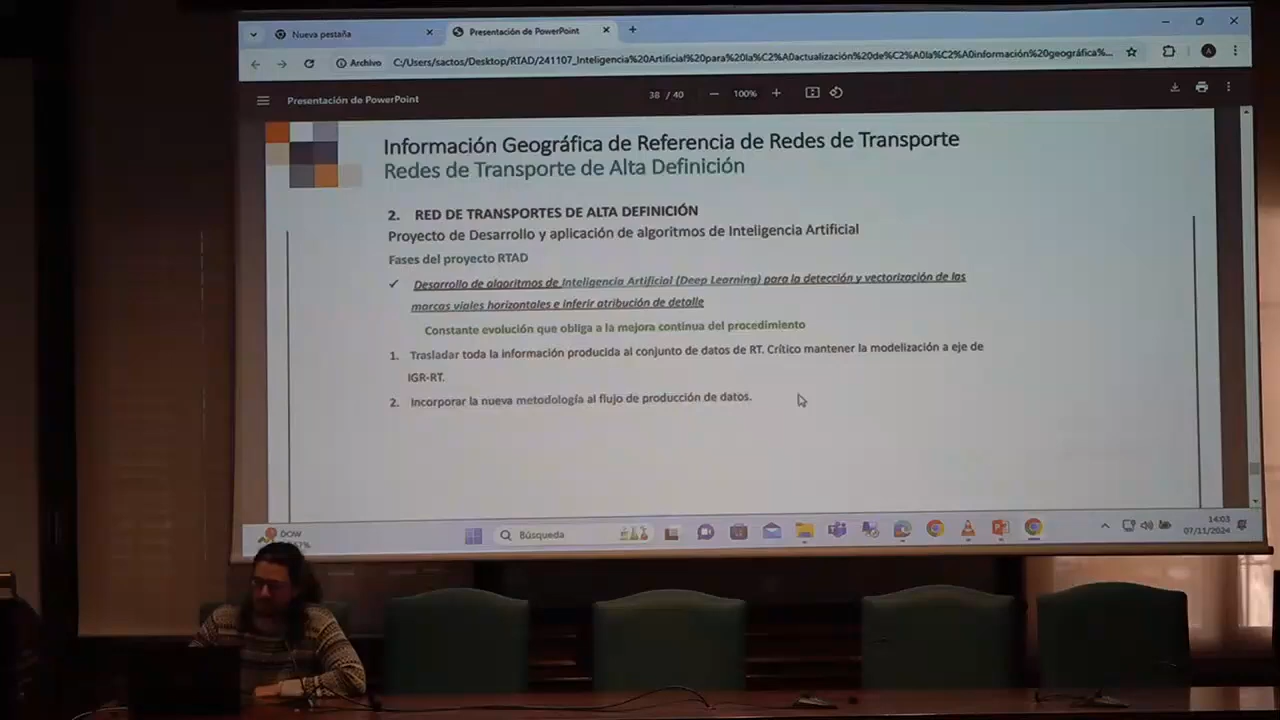 Nueva pestaña
Presentación de PowerPoint
Archivo C:/Users/sactos/Desktop/RTAD/241107_Inteligencia%20Artificial%20para%20la%C2%A0actualización%20de%C2%A0la%C2%A0información%20geográfica%...
Presentación de PowerPoint
38 / 40
100%
Información Geográfica de Referencia de Redes de Transporte
Redes de Transporte de Alta Definición
2. RED DE TRANSPORTES DE ALTA DEFINICIÓN
Proyecto de Desarrollo y aplicación de algoritmos de Inteligencia Artificial
Fases del proyecto RTAD
✓ Desarrollo de algoritmos de Inteligencia Artificial (Deep Learning) para la detección y vectorización de las
marcas viales horizontales e inferir atribución de detalle
Constante evolución que obliga a la mejora continua del procedimiento
1. Trasladar toda la información producida al conjunto de datos de RT. Crítico mantener la modelización a eje de
IGR-RT.
2. Incorporar la nueva metodología al flujo de producción de datos.
DOW
Búsqueda
14:03
07/11/2024